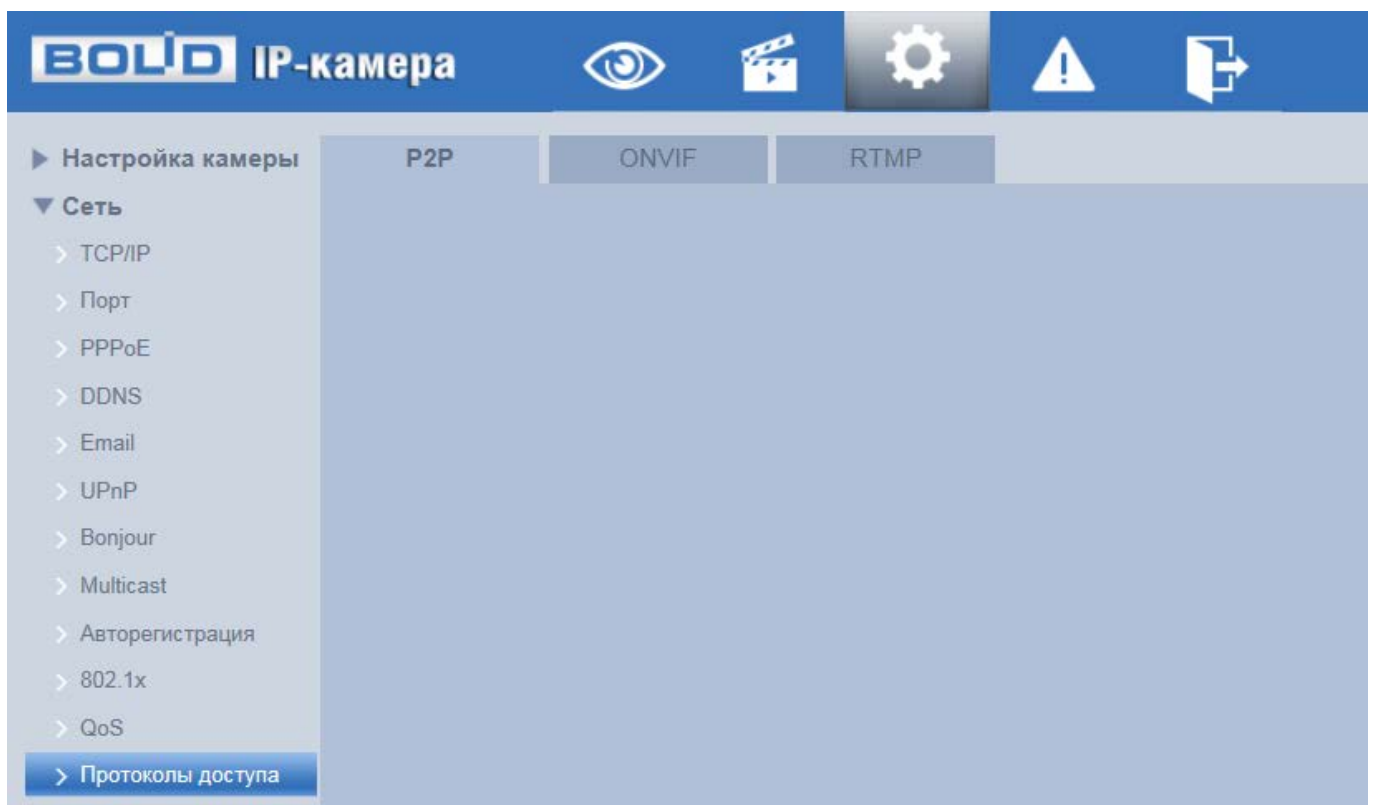 BOLID IP-камера
Настройка камеры
P2P
ONVIF
RTMP
Сеть
TCP/IP
Порт
PPPoE
DDNS
Email
UPnP
Bonjour
Multicast
Авторегистрация
802.1x
QoS
Протоколы доступа